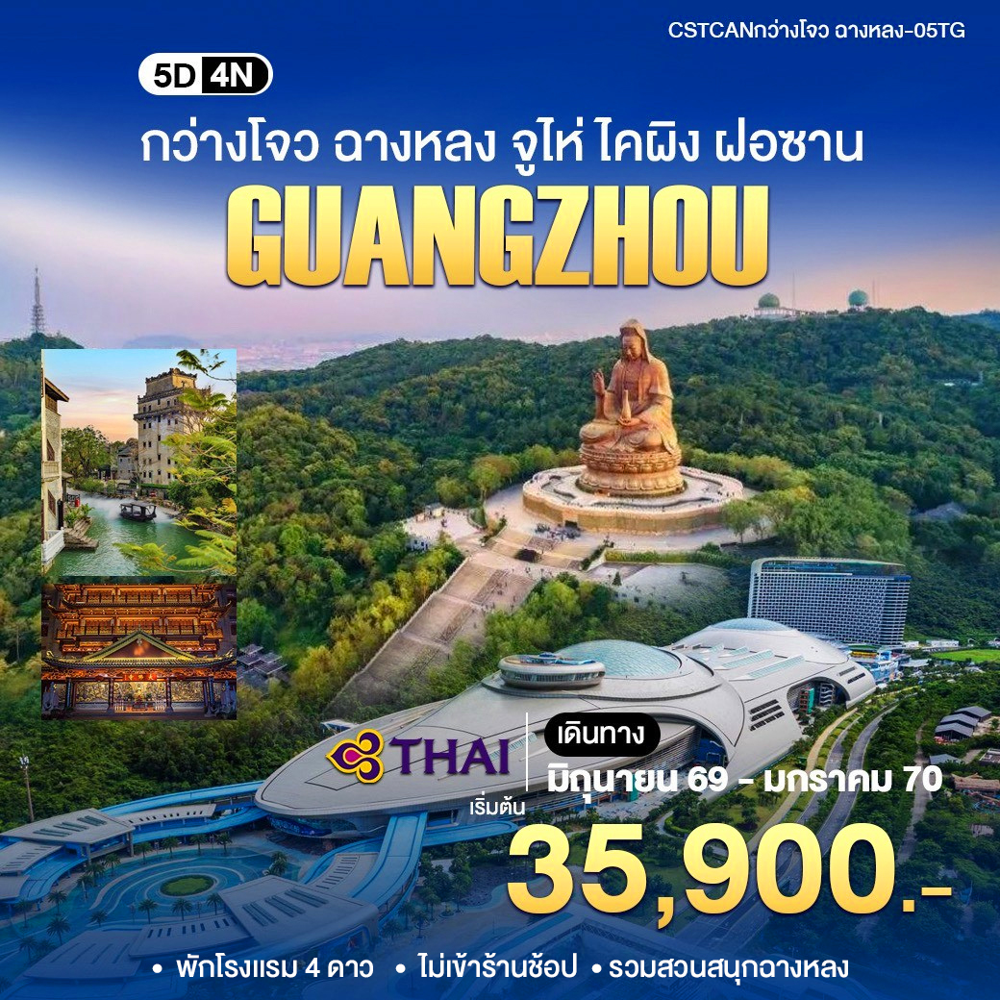 CSTCANกว่างโจว ฉางหลง-05TG
5D 4N
กว่างโจว ฉางหลง จูไห่ ไคผิง ฝอซาน
GUANGZHOU
THAI
เดินทาง
มิถุนายน 69 - มกราคม 70
เริ่มต้น
35,900.-
• พักโรงแรม 4 ดาว • ไม่เข้าร้านช้อป • รวมสวนสนุกฉางหลง